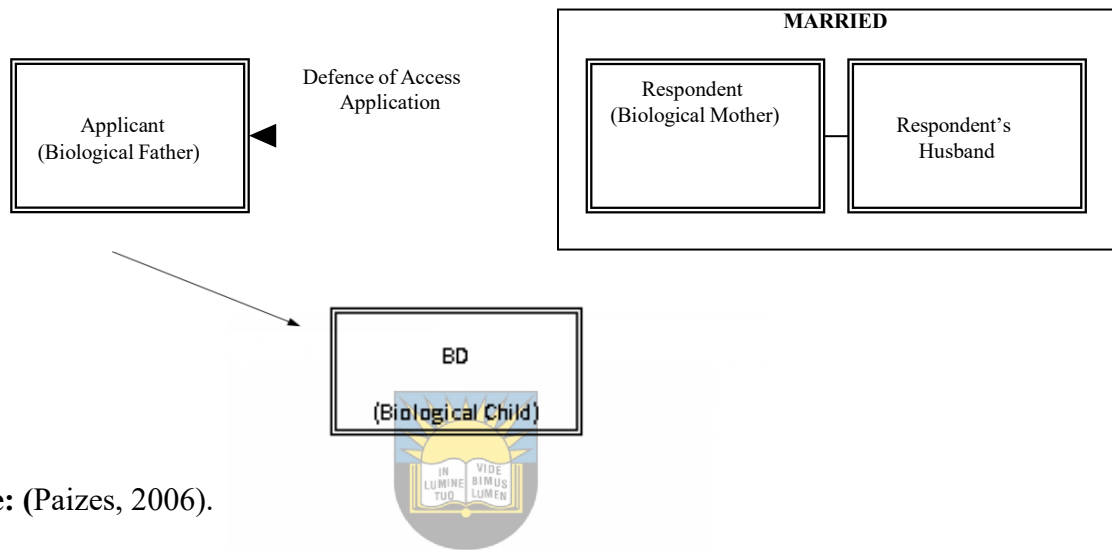 MARRIED
Defence of Access
Application
Applicant
(Biological Father)
Respondent
(Biological Mother)
Respondent’s
Husband
BD
(Biological Child)
IN
LUMINE
TUO
VIDE
BIMUS
LUMEN
e: (Paizes, 2006).